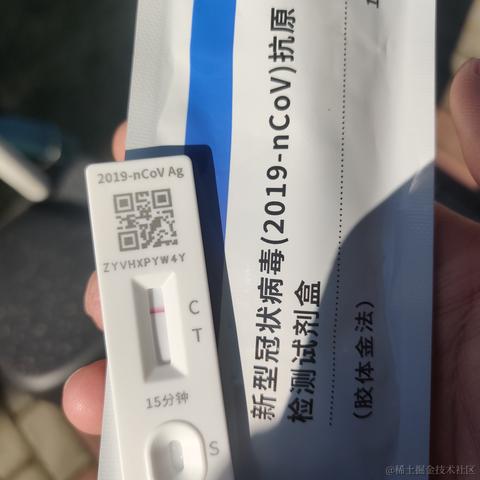 2019-nCoV Ag
ZYVHXPYW4Y
C
T
15分钟
S
新型冠状病毒(2019-nCoV)抗原
检测试剂盒
(胶体金法)
@稀土掘金技术社区